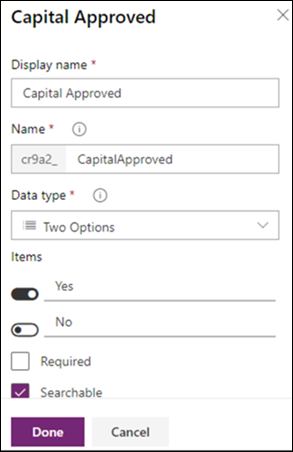 Capital Approved
Display name *
Capital Approved
Name *
cr9a2_ CapitalApproved
Data type *
Two Options
Items
Yes
No
Required
Searchable
Done Cancel